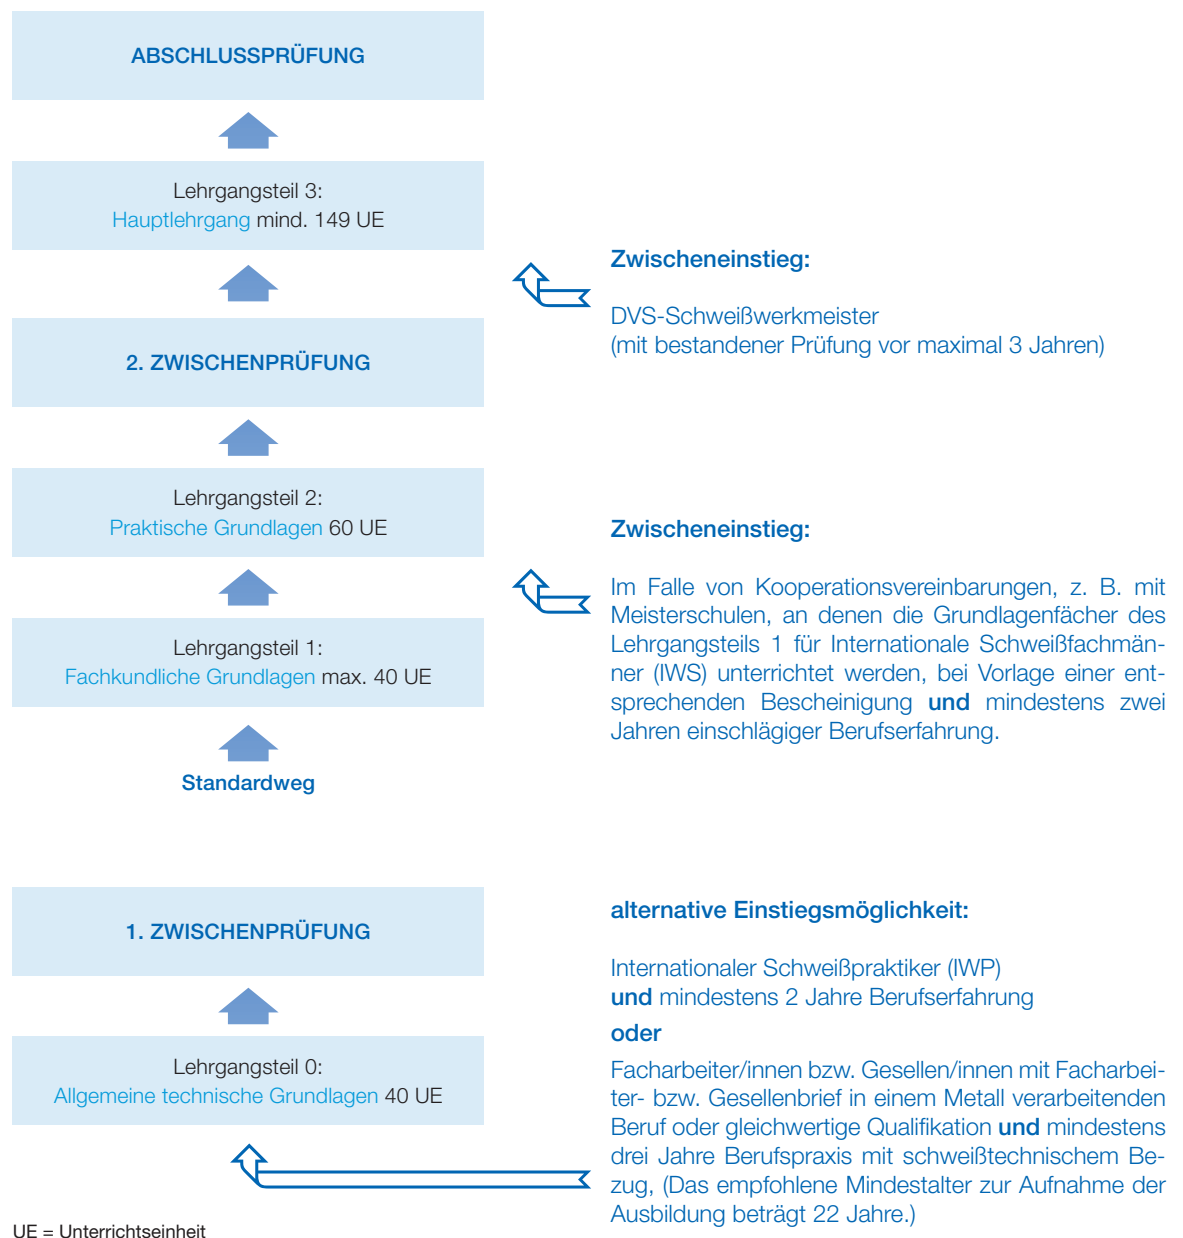 ABSCHLUSSPRÜFUNG
Lehrgangsteil 3:
Hauptlehrgang mind. 149 UE
Zwischeneinstieg:
DVS-Schweißwerkmeister
(mit bestandener Prüfung vor maximal 3 Jahren)
2. ZWISCHENPRÜFUNG
Lehrgangsteil 2:
Praktische Grundlagen 60 UE
Zwischeneinstieg:
Im Falle von Kooperationsvereinbarungen, z. B. mit
Meisterschulen, an denen die Grundlagenfächer des
Lehrgangsteils 1 für Internationale Schweißfachmän-
ner (IWS) unterrichtet werden, bei Vorlage einer ent-
sprechenden Bescheinigung und mindestens zwei
Jahren einschlägiger Berufserfahrung.
Lehrgangsteil 1:
Fachkundliche Grundlagen max. 40 UE
Standardweg
1. ZWISCHENPRÜFUNG
Lehrgangsteil 0:
Allgemeine technische Grundlagen 40 UE
alternative Einstiegsmöglichkeit:
Internationaler Schweißpraktiker (IWP)
und mindestens 2 Jahre Berufserfahrung
oder
Facharbeiter/innen bzw. Gesellen/innen mit Facharbei-
ter- bzw. Gesellenbrief in einem Metall verarbeitenden
Beruf oder gleichwertige Qualifikation und mindestens
drei Jahre Berufspraxis mit schweißtechnischem Be-
zug, (Das empfohlene Mindestalter zur Aufnahme der
Ausbildung beträgt 22 Jahre.)
UE = Unterrichtseinheit